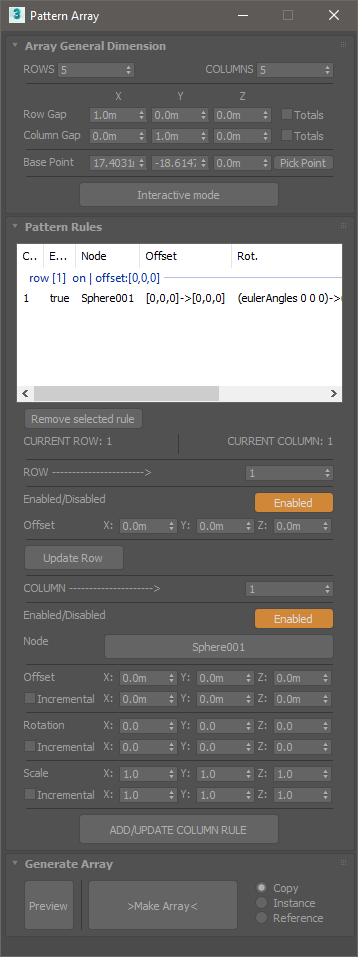 Pattern Array
Array General Dimension
ROWS 5 COLUMNS 5
X Y Z
Row Gap 1.0m 0.0m 0.0m Totals
Column Gap 0.0m 1.0m 0.0m Totals
Base Point 17.4031m -18.6147 0.0m Pick Point
Interactive mode
Pattern Rules
C.. E... Node Offset Rot.
row [1] on | offset:[0,0,0]
1 true Sphere001 [0,0,0]->[0,0,0] (eulerAngles 0 0 0)->
Remove selected rule
CURRENT ROW: 1 CURRENT COLUMN: 1
ROW -----------------------> 1
Enabled/Disabled Enabled
Offset X: 0.0m Y: 0.0m Z: 0.0m
Update Row
COLUMN ---------------------> 1
Enabled/Disabled Enabled
Node Sphere001
Offset X: 0.0m Y: 0.0m Z: 0.0m
Incremental X: 0.0m Y: 0.0m Z: 0.0m
Rotation X: 0.0 Y: 0.0 Z: 0.0
Incremental X: 0.0 Y: 0.0 Z: 0.0
Scale X: 1.0 Y: 1.0 Z: 1.0
Incremental X: 1.0 Y: 1.0 Z: 1.0
ADD/UPDATE COLUMN RULE
Generate Array
Preview >Make Array< Copy
Instance
Reference